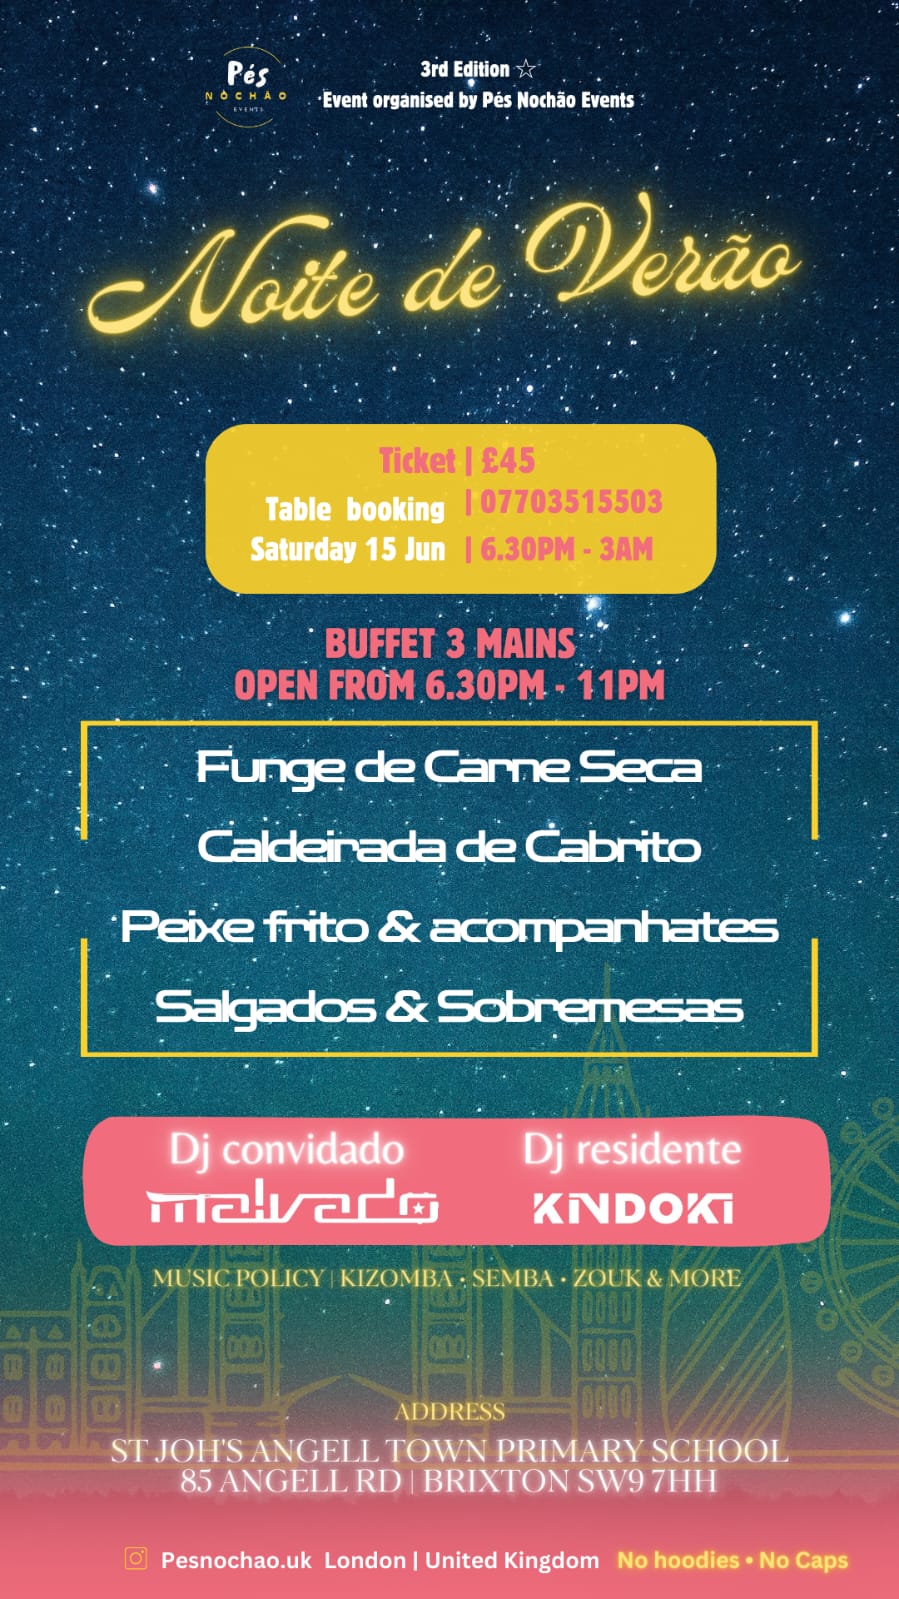 Pés
NOCHÃO
EVENTS
3rd Edition ☆
Event organised by Pés Nochão Events
Noite de Verão
Ticket | £45
Table booking | 07703515503
Saturday 15 Jun | 6.30PM - 3AM
BUFFET 3 MAINS
OPEN FROM 6.30PM - 11PM
Funge de Carne Seca
Caldeirada de Cabrito
Peixe frito & acompanhates
Salgados & Sobremesas
Dj convidado
malvado
Dj residente
KINDOKI
MUSIC POLICY | KIZOMBA • SEMBA • ZOUK & MORE
ADDRESS
ST JOH'S ANGELL TOWN PRIMARY SCHOOL
85 ANGELL RD | BRIXTON SW9 7HH
Pesnochao.uk London | United Kingdom No hoodies • No Caps